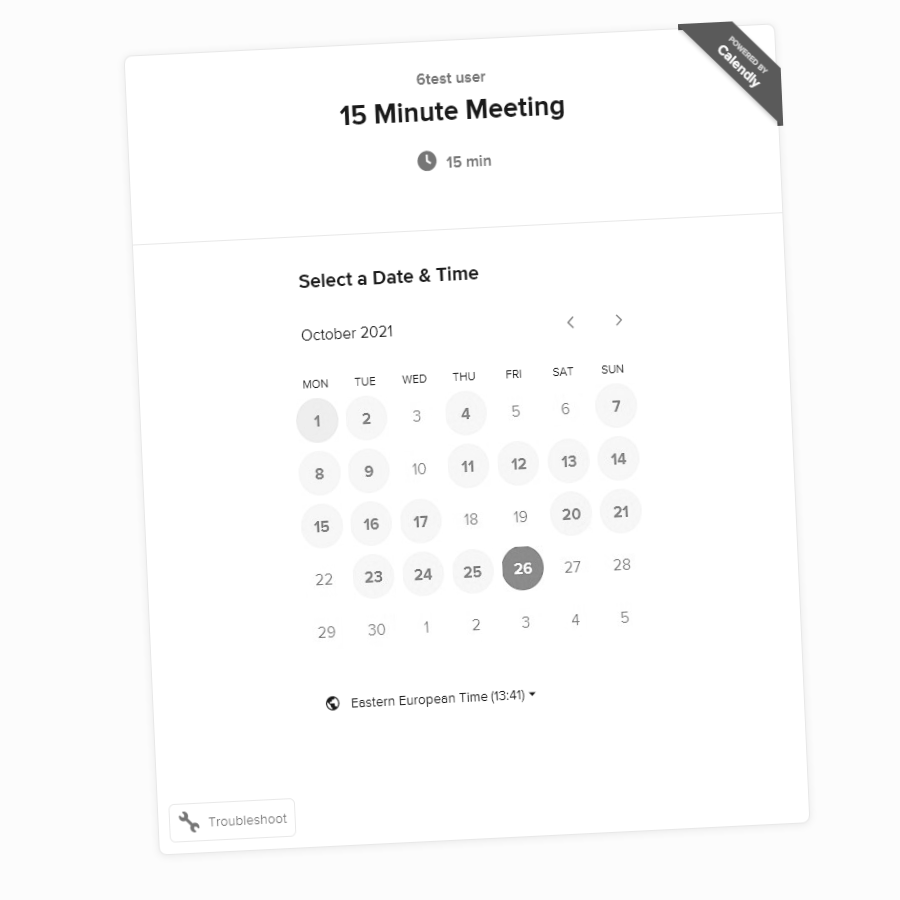 POWERED BY
Calendly
6test user
15 Minute Meeting
15 min
Select a Date & Time
October 2021
MON TUE WED THU FRI SAT SUN
1 2 3 4 5 6 7
8 9 10 11 12 13 14
15 16 17 18 19 20 21
22 23 24 25 26 27 28
29 30 1 2 3 4 5
Eastern European Time (13:41)
Troubleshoot